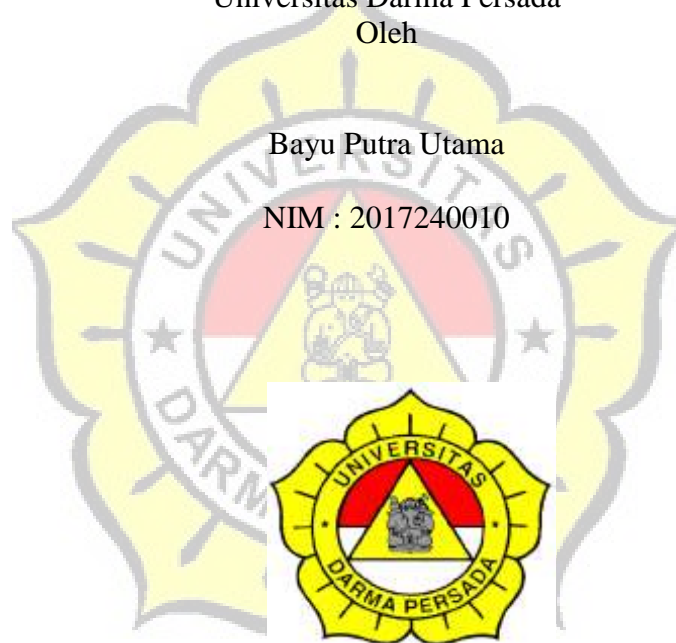 Universitas Darma Persada
Oleh
Bayu Putra Utama
NIM : 2017240010
UNIVERSITAS
DARMA PERSADA